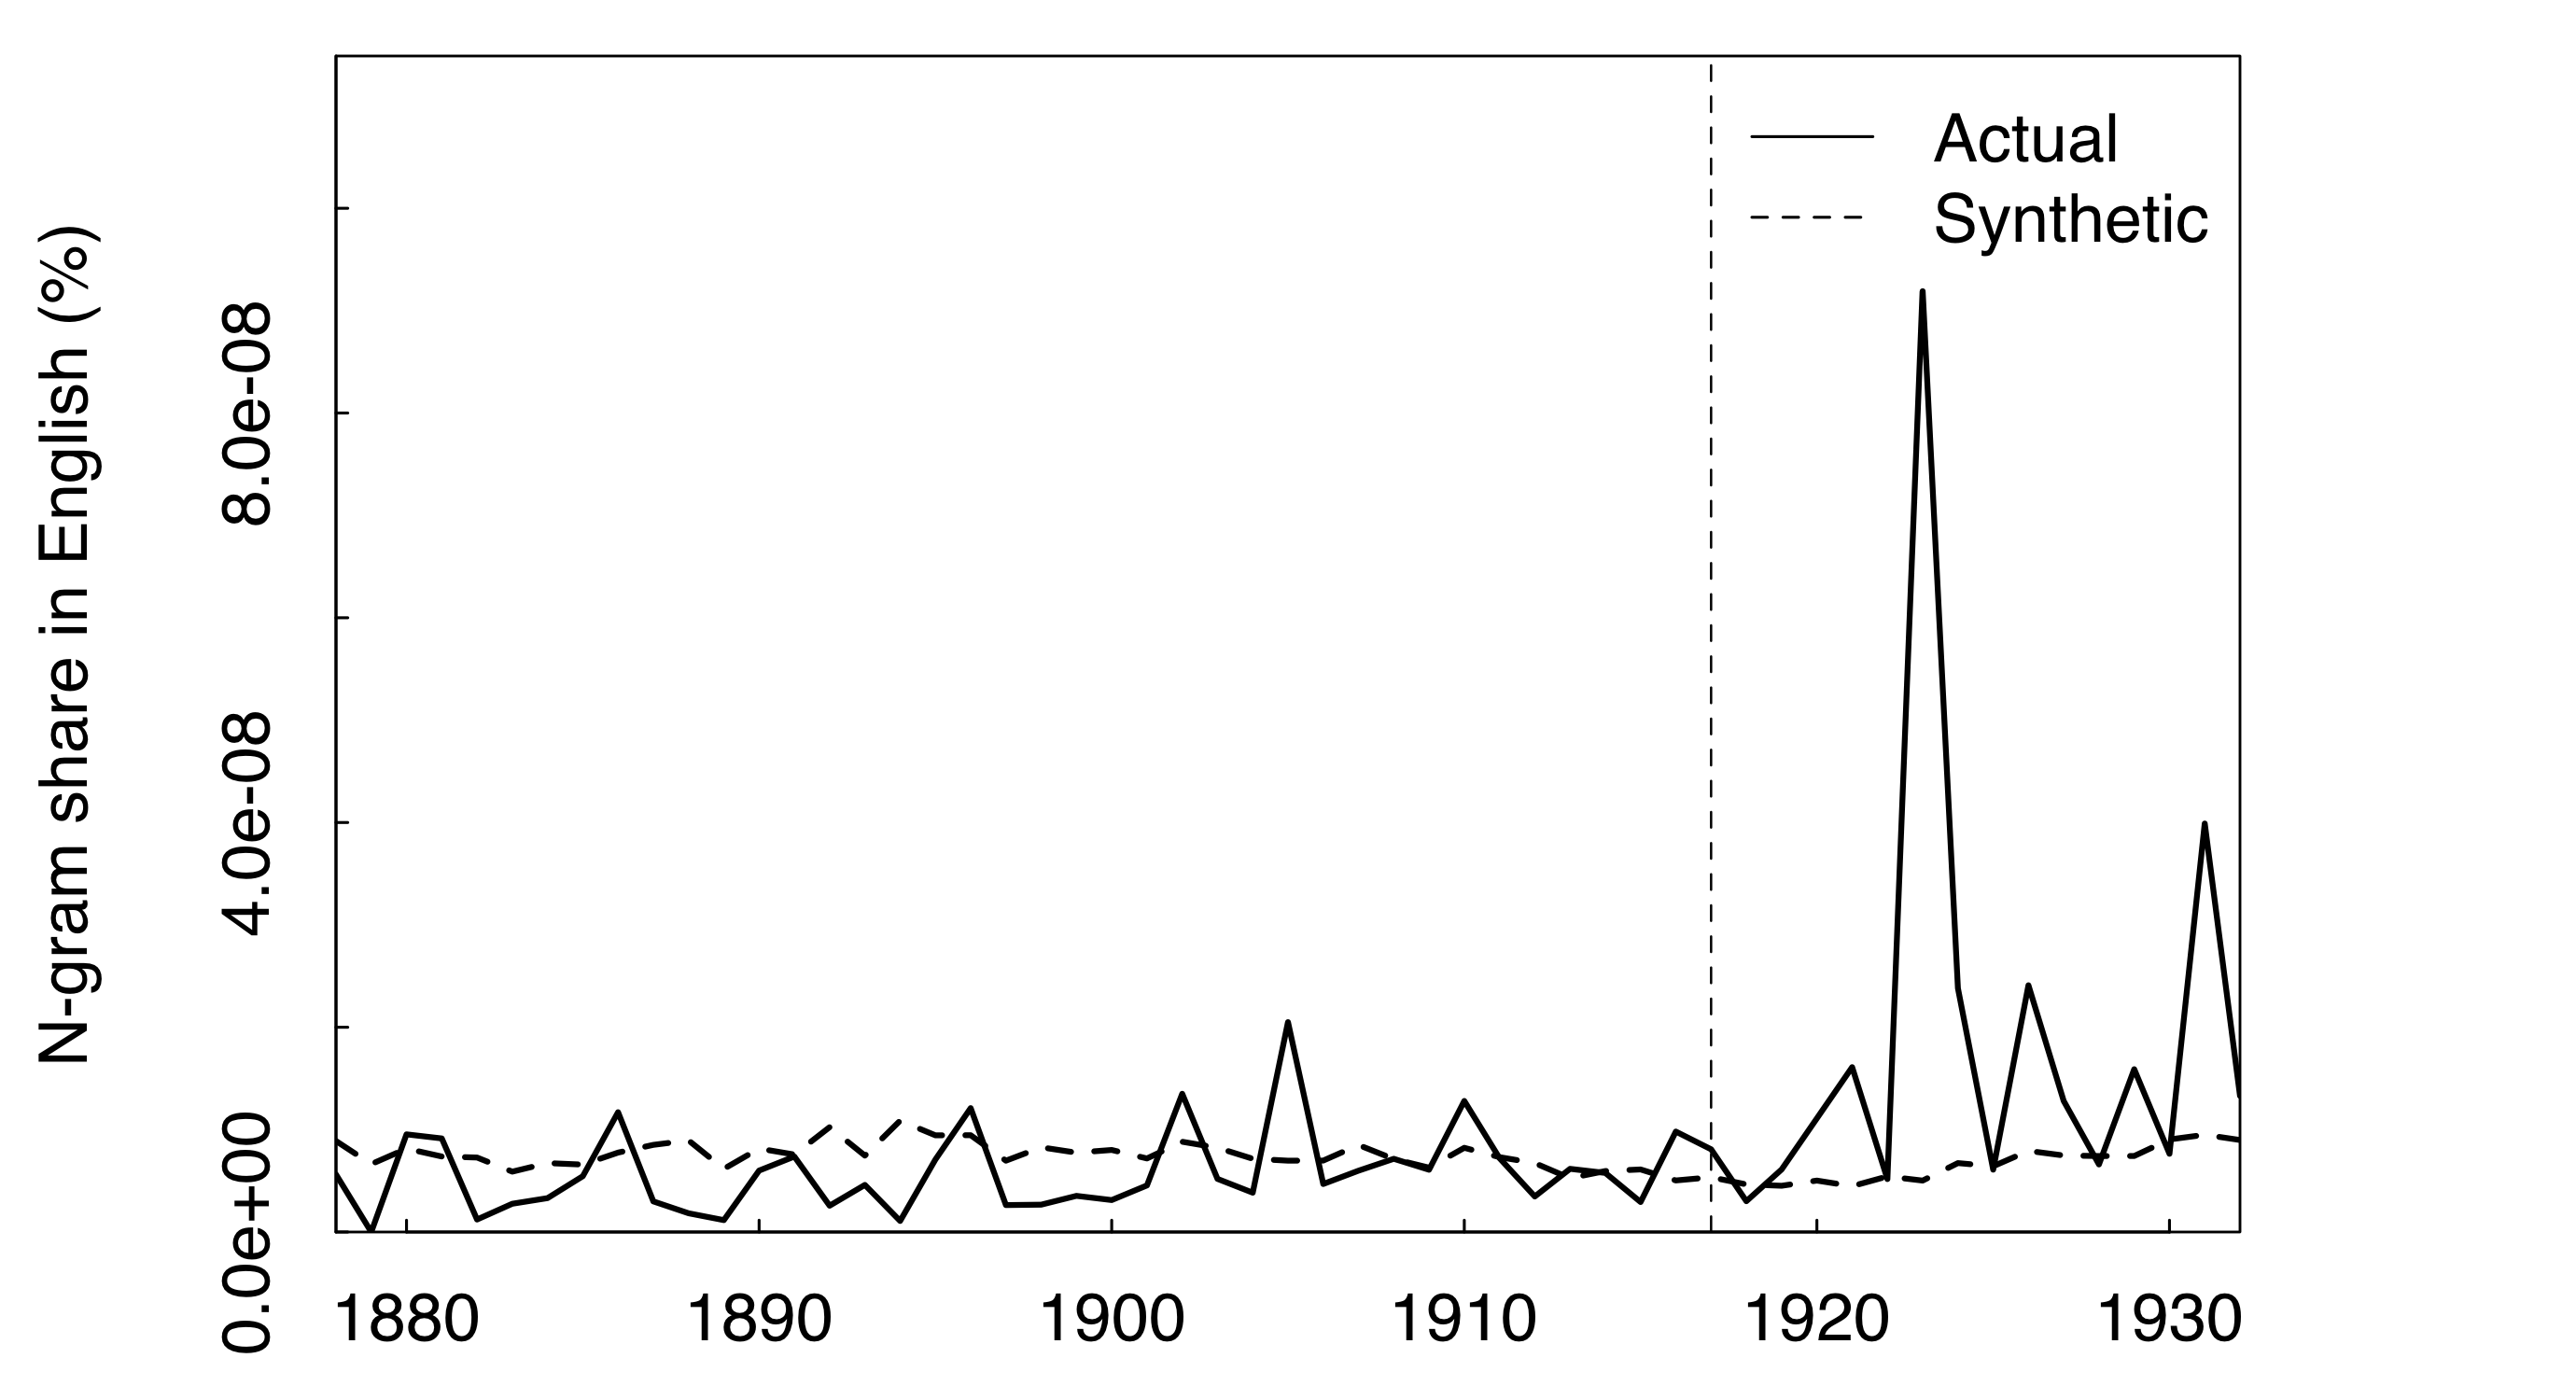 N-gram share in English (%)
8.0e-08
4.0e-08
0.0e+00
Actual
Synthetic
1880 1890 1900 1910 1920 1930